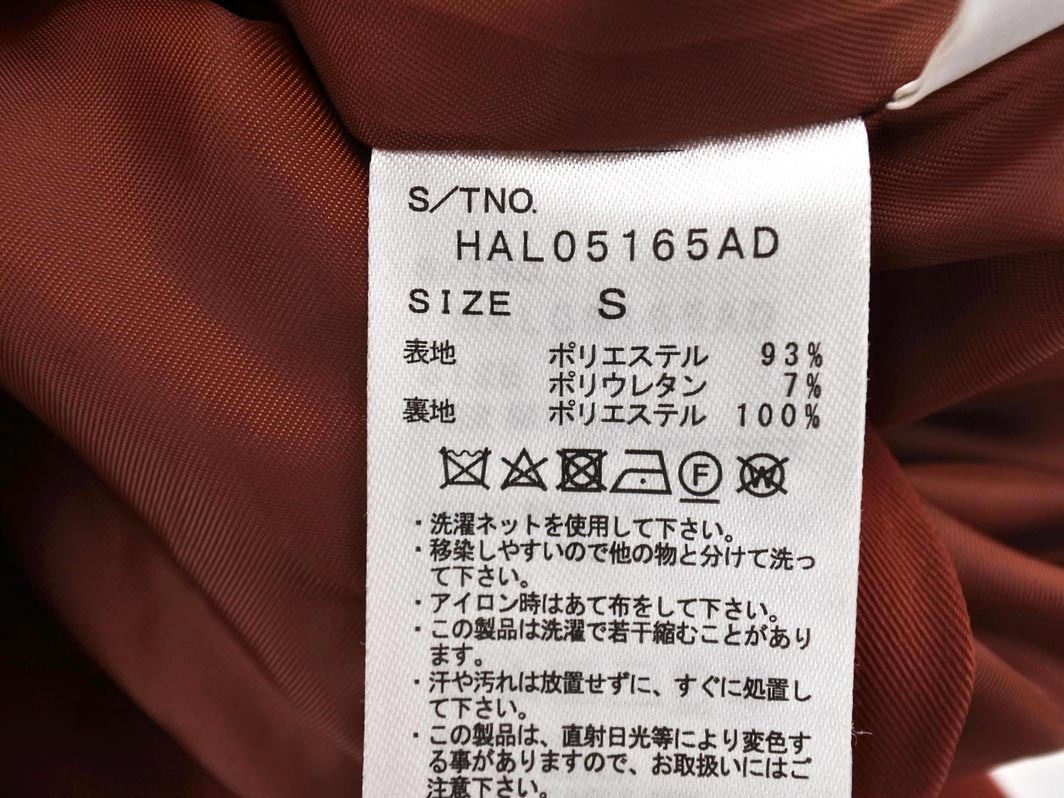 S/TNO.
HAL05165AD
SIZE S
表地 ポリエステル 93%
ポリウレタン 7%
裏地 ポリエステル 100%
F W
・洗濯ネットを使用して下さい。
・移染しやすいので他の物と分けて洗っ
て下さい。
・アイロン時はあて布をして下さい。
・この製品は洗濯で若干縮むことがあり
ます。
・汗や汚れは放置せずに、すぐに処置し
て下さい。
・この製品は、直射日光等により変色す
る事がありますので、お取扱いにはご
注意下さい。